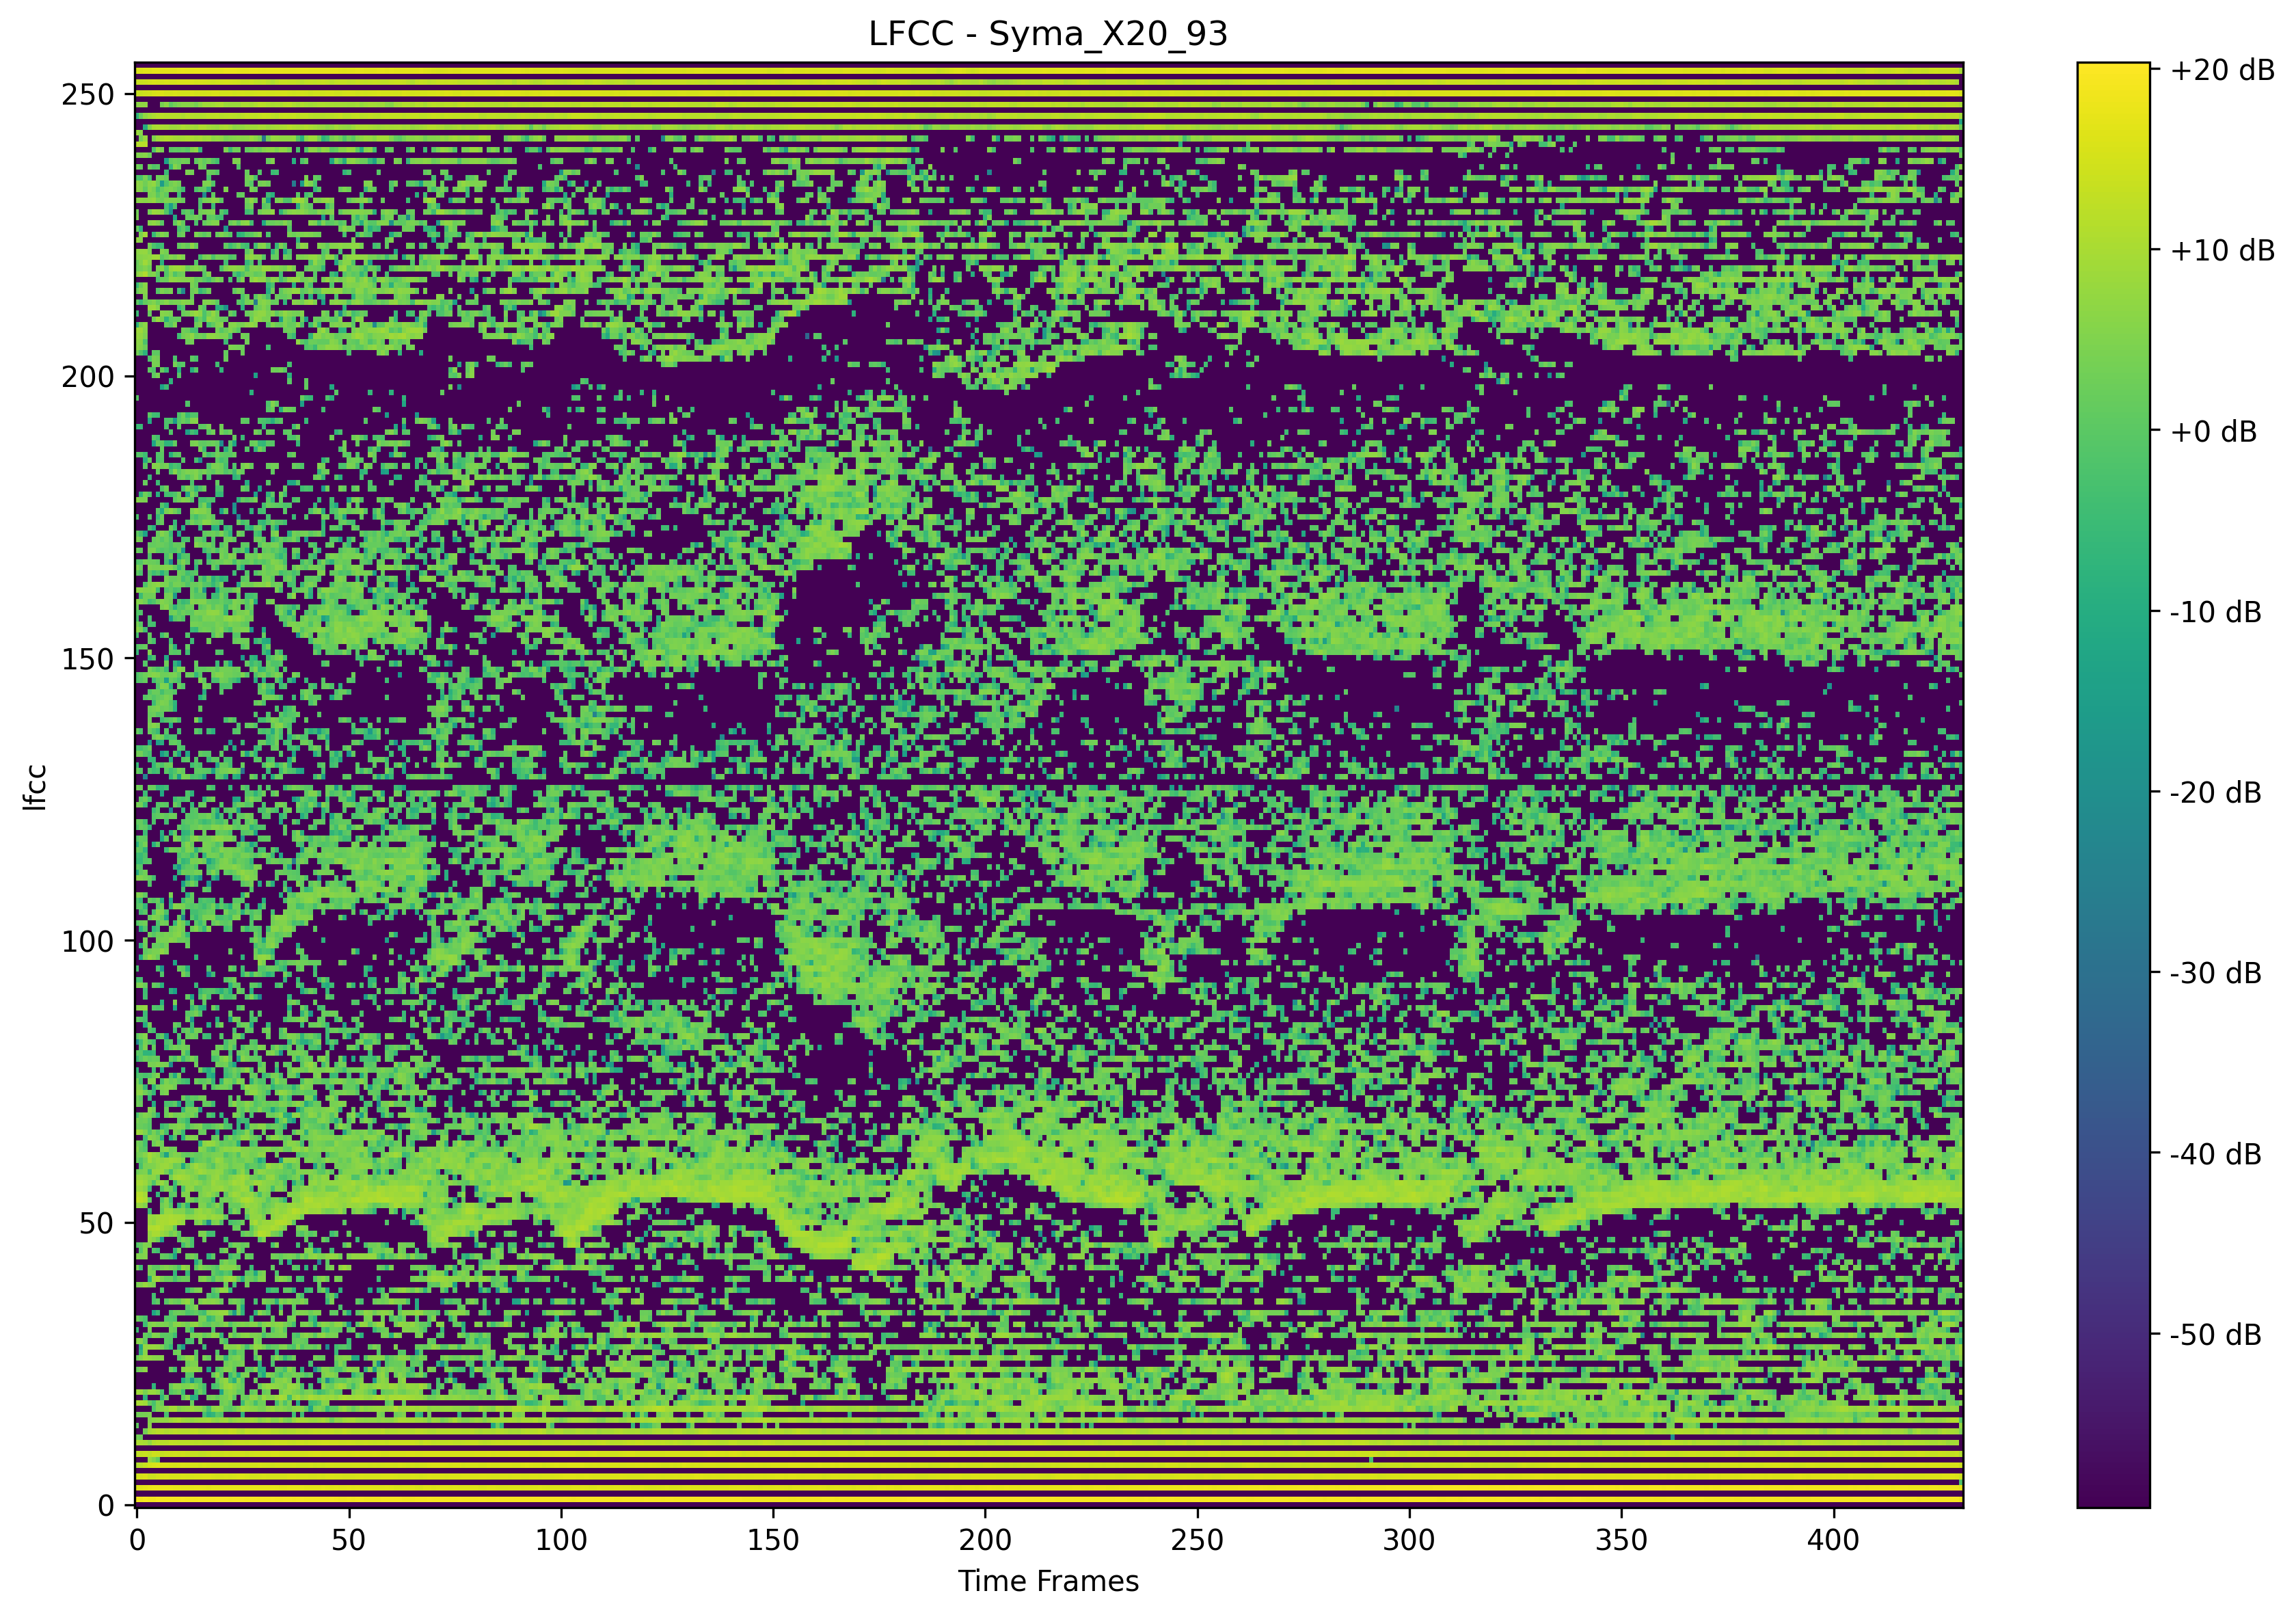 LFCC - Syma_X20_93
lfcc
250
200
150
100
50
0
0 50 100 150 200 250 300 350 400
Time Frames
+20 dB
+10 dB
+0 dB
-10 dB
-20 dB
-30 dB
-40 dB
-50 dB